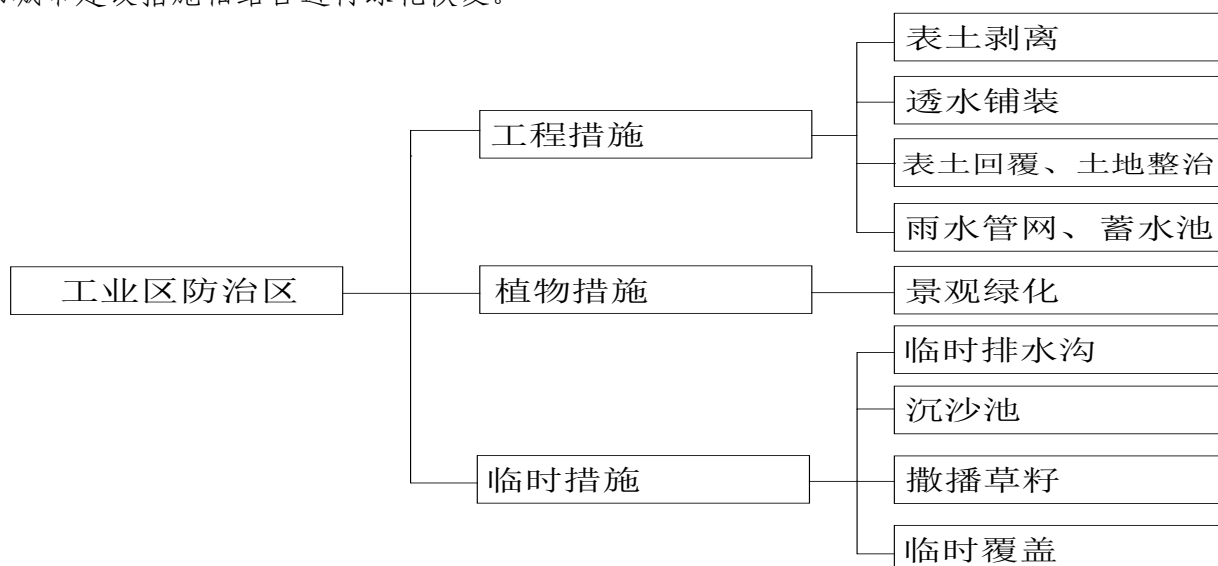 表土剥离
透水铺装
工程措施
表土回覆、土地整治
雨水管网、蓄水池
工业区防治区
植物措施
景观绿化
临时排水沟
沉沙池
临时措施
撒播草籽
临时覆盖